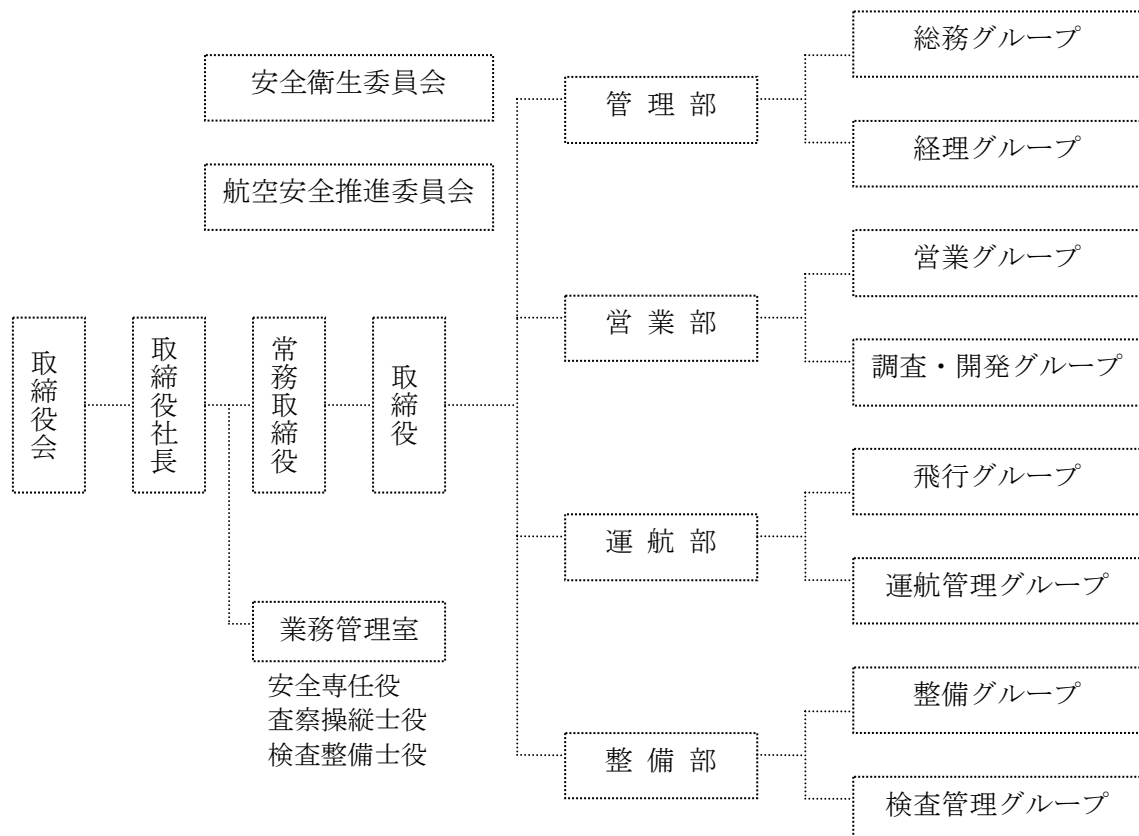 安全衛生委員会
航空安全推進委員会
取締役会
取締役社長
常務取締役
取締役
業務管理室
安全専任役
査察操縦士役
検査整備士役
管 理 部
総務グループ
経理グループ
営 業 部
営業グループ
調査・開発グループ
運 航 部
飛行グループ
運航管理グループ
整 備 部
整備グループ
検査管理グループ